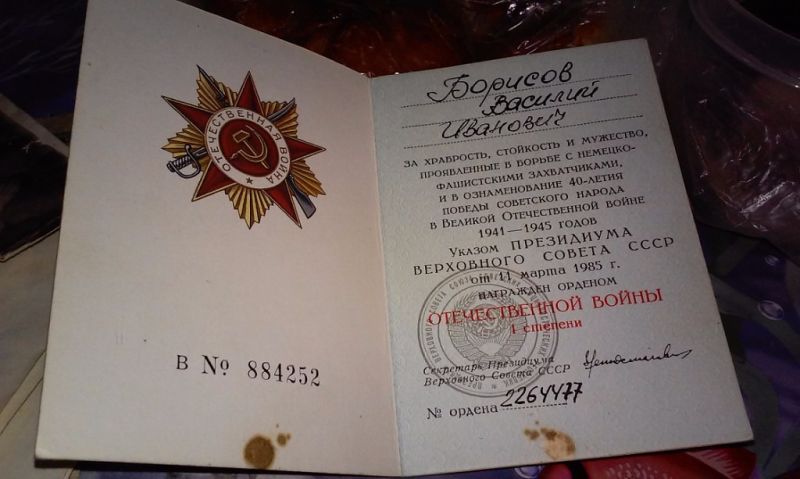 ОТЕЧЕСТВЕННАЯ ВОЙНА
В № 884252
Борисов
Василий
Иванович
ЗА ХРАБРОСТЬ, СТОЙКОСТЬ И МУЖЕСТВО,
ПРОЯВЛЕННЫЕ В БОРЬБЕ С НЕМЕЦКО-
ФАШИСТСКИМИ ЗАХВАТЧИКАМИ,
И В ОЗНАМЕНОВАНИЕ 40-ЛЕТИЯ
ПОБЕДЫ СОВЕТСКОГО НАРОДА
В ВЕЛИКОЙ ОТЕЧЕСТВЕННОЙ ВОЙНЕ
1941—1945 ГОДОВ
УКАЗОМ ПРЕЗИДИУМА
ВЕРХОВНОГО СОВЕТА СССР
от 11 марта 1985 г.
НАГРАЖДЕН ОРДЕНОМ
ОТЕЧЕСТВЕННОЙ ВОЙНЫ
I степени
Секретарь Президиума
Верховного Совета СССР
№ ордена 2264477